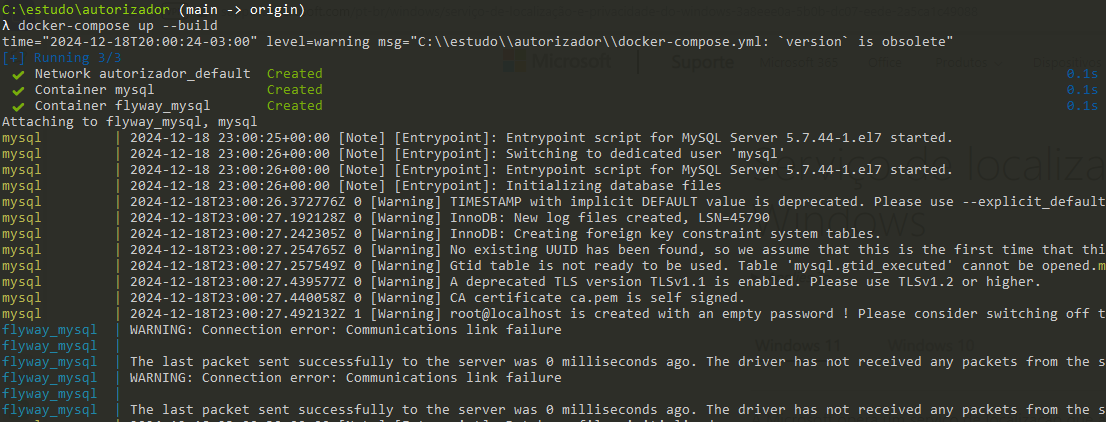 C:\estudo\autorizador (main -> origin)
λ docker-compose up --build
time="2024-12-18T20:00:24-03:00" level=warning msg="C:\\estudo\\autorizador\\docker-compose.yml: `version` is obsolete"
[+] Running 3/3
✔ Network autorizador_default Created 0.1s
✔ Container mysql Created 0.1s
✔ Container flyway_mysql Created 0.1s
Attaching to flyway_mysql, mysql
mysql | 2024-12-18 23:00:25+00:00 [Note] [Entrypoint]: Entrypoint script for MySQL Server 5.7.44-1.el7 started.
mysql | 2024-12-18 23:00:26+00:00 [Note] [Entrypoint]: Switching to dedicated user 'mysql'
mysql | 2024-12-18 23:00:26+00:00 [Note] [Entrypoint]: Entrypoint script for MySQL Server 5.7.44-1.el7 started.
mysql | 2024-12-18 23:00:26+00:00 [Note] [Entrypoint]: Initializing database files
mysql | 2024-12-18T23:00:26.372776Z 0 [Warning] TIMESTAMP with implicit DEFAULT value is deprecated. Please use --explicit_default
mysql | 2024-12-18T23:00:27.192128Z 0 [Warning] InnoDB: New log files created, LSN=45790
mysql | 2024-12-18T23:00:27.242305Z 0 [Warning] InnoDB: Creating foreign key constraint system tables.
mysql | 2024-12-18T23:00:27.254765Z 0 [Warning] No existing UUID has been found, so we assume that this is the first time that thi
mysql | 2024-12-18T23:00:27.257549Z 0 [Warning] Gtid table is not ready to be used. Table 'mysql.gtid_executed' cannot be opened.m
mysql | 2024-12-18T23:00:27.439577Z 0 [Warning] A deprecated TLS version TLSv1.1 is enabled. Please use TLSv1.2 or higher.
mysql | 2024-12-18T23:00:27.440058Z 0 [Warning] CA certificate ca.pem is self signed.
mysql | 2024-12-18T23:00:27.492132Z 1 [Warning] root@localhost is created with an empty password ! Please consider switching off t
flyway_mysql | WARNING: Connection error: Communications link failure
flyway_mysql |
flyway_mysql | The last packet sent successfully to the server was 0 milliseconds ago. The driver has not received any packets from the s
flyway_mysql | WARNING: Connection error: Communications link failure
flyway_mysql |
flyway_mysql | The last packet sent successfully to the server was 0 milliseconds ago. The driver has not received any packets from the s